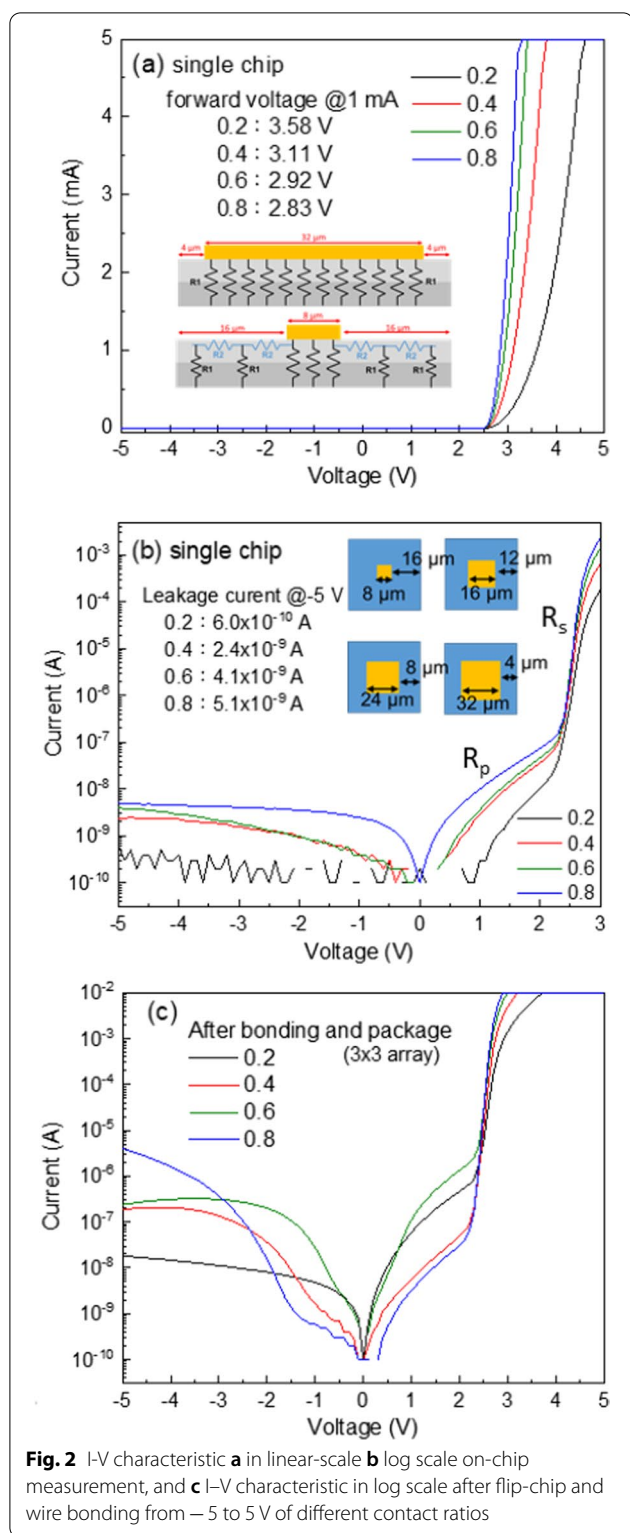 (a) single chip
forward voltage @1 mA
0.2 : 3.58 V
0.4 : 3.11 V
0.6 : 2.92 V
0.8 : 2.83 V
0.2
0.4
0.6
0.8
4 μm
32 μm
4 μm
R1
R1
16 μm
8 μm
16 μm
R2
R2
R2
R2
R1
R1
R1
R1
5
4
3
2
1
0
Current (mA)
-5 -4 -3 -2 -1 0 1 2 3 4 5
Voltage (V)
(b) single chip
Leakage curent @-5 V
0.2 : 6.0x10⁻¹⁰ A
0.4 : 2.4x10⁻⁹ A
0.6 : 4.1x10⁻⁹ A
0.8 : 5.1x10⁻⁹ A
16 μm
8 μm
12 μm
16 μm
8 μm
24 μm
4 μm
32 μm
Rₛ
Rₚ
0.2
0.4
0.6
0.8
10⁻³
10⁻⁴
10⁻⁵
10⁻⁶
10⁻⁷
10⁻⁸
10⁻⁹
10⁻¹⁰
Current (A)
-5 -4 -3 -2 -1 0 1 2 3
Voltage (V)
(c)
After bonding and package
(3x3 array)
0.2
0.4
0.6
0.8
10⁻²
10⁻³
10⁻⁴
10⁻⁵
10⁻⁶
10⁻⁷
10⁻⁸
10⁻⁹
10⁻¹⁰
Current (A)
-5 -4 -3 -2 -1 0 1 2 3 4 5
Voltage (V)
Fig. 2 I-V characteristic a in linear-scale b log scale on-chip
measurement, and c I–V characteristic in log scale after flip-chip and
wire bonding from − 5 to 5 V of different contact ratios